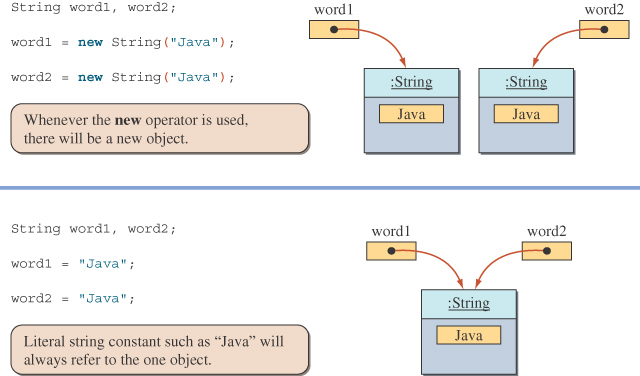 String word1, word2;
word1 = new String("Java");
word2 = new String("Java");
Whenever the new operator is used,
there will be a new object.
word1
word2
:String
:String
Java
Java
String word1, word2;
word1 = "Java";
word2 = "Java";
Literal string constant such as “Java” will
always refer to the one object.
word1
word2
:String
Java